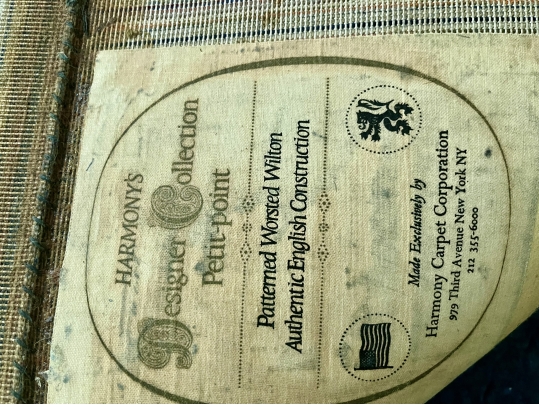 HARMONY'S
Designer Collection
Petit-point
Patterned Worsted Wilton
Authentic English Construction
Made Exclusively by
Harmony Carpet Corporation
979 Third Avenue New York NY
212 355-6000